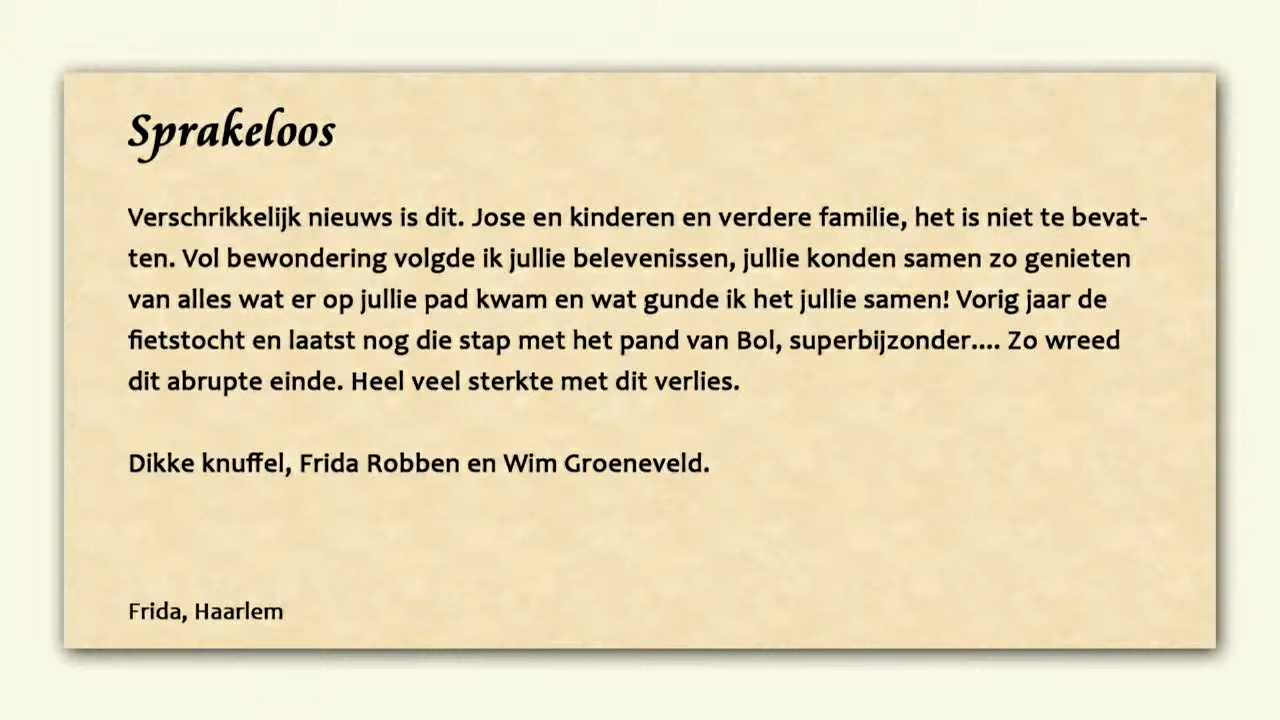 Sprakeloos
Verschrikkelijk nieuws is dit. Jose en kinderen en verdere familie, het is niet te bevat-
ten. Vol bewondering volgde ik jullie belevenissen, jullie konden samen zo genieten
van alles wat er op jullie pad kwam en wat gunde ik het jullie samen! Vorig jaar de
fietstocht en laatst nog die stap met het pand van Bol, superbijzonder.... Zo wreed
dit abrupte einde. Heel veel sterkte met dit verlies.
Dikke knuffel, Frida Robben en Wim Groeneveld.
Frida, Haarlem